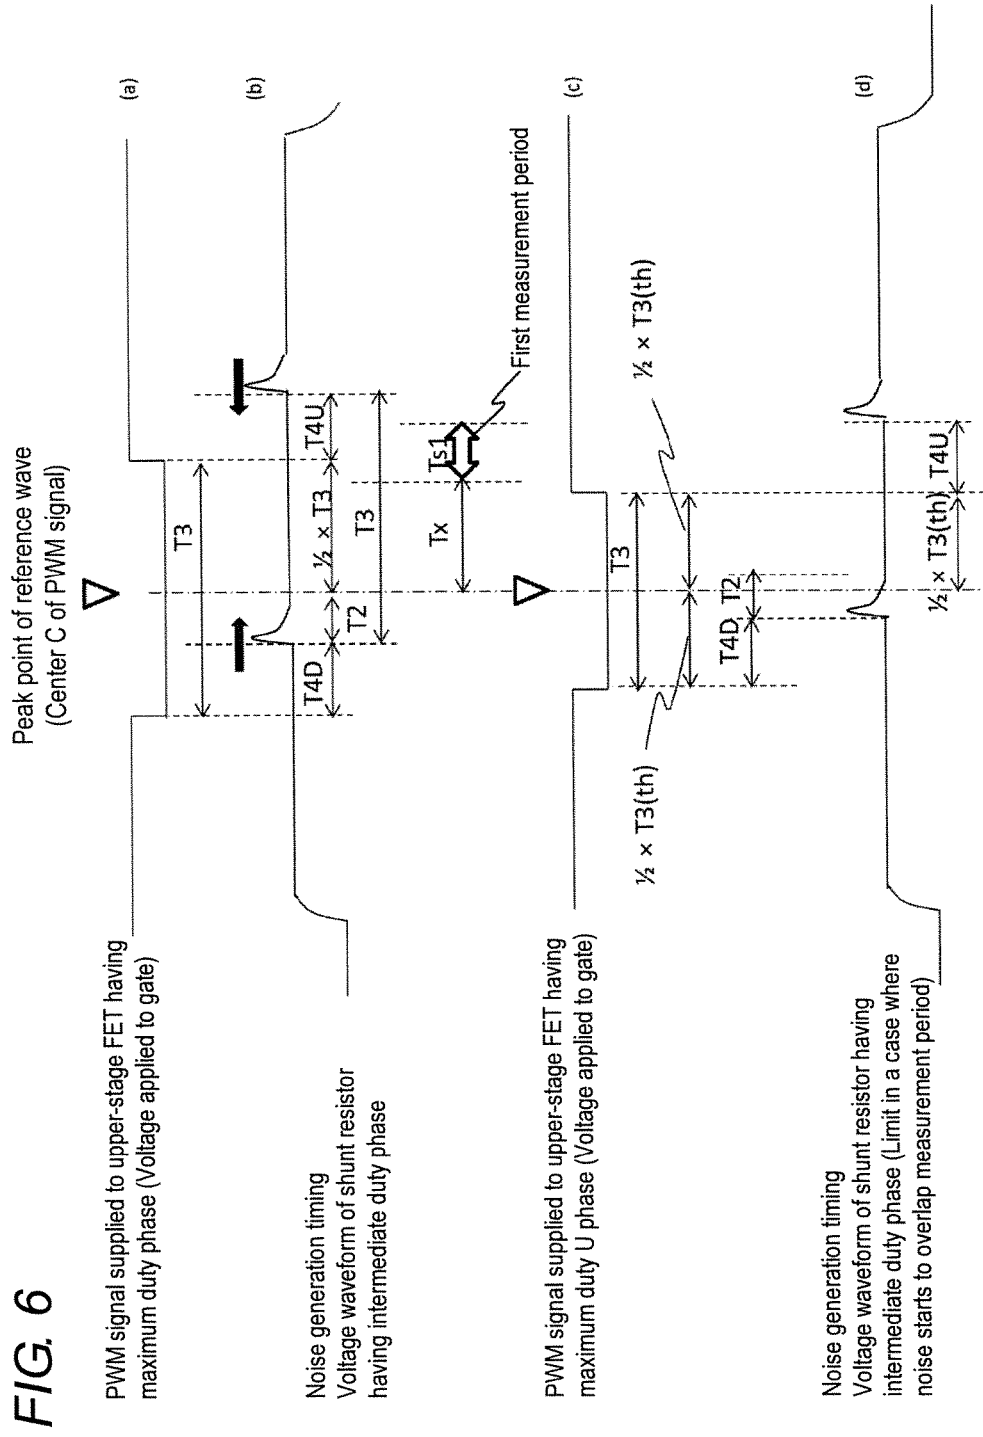 FIG. 6
Peak point of reference wave
(Center C of PWM signal)
PWM signal supplied to upper-stage FET having
maximum duty phase (Voltage applied to gate)
(a)
T3
Noise generation timing
Voltage waveform of shunt resistor
having intermediate duty phase
(b)
T4D
T2
½ × T3
T4U
T3
Tx
Ts1
First measurement period
PWM signal supplied to upper-stage FET having
maximum duty U phase (Voltage applied to gate)
(c)
T3
½ × T3(th)
½ × T3(th)
T4D
T2
Noise generation timing
Voltage waveform of shunt resistor having
intermediate duty phase (Limit in a case where
noise starts to overlap measurement period)
(d)
½ × T3(th)
T4U